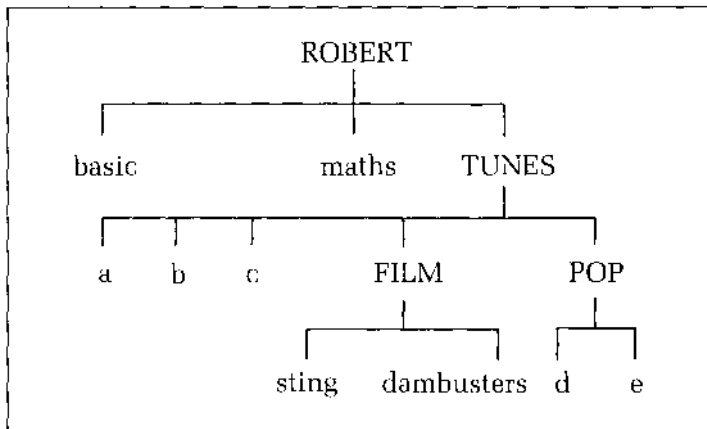 ROBERT
basic maths TUNES
a b c FILM POP
sting dambusters d e